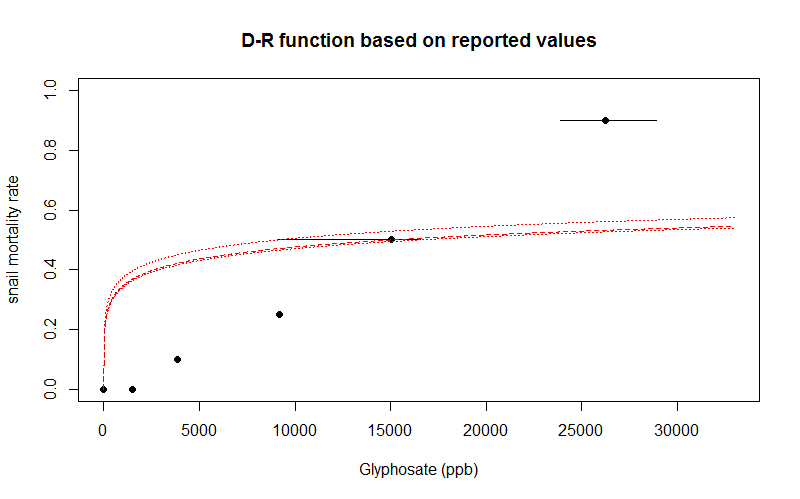 D-R function based on reported values
snail mortality rate
1.0
0.8
0.6
0.4
0.2
0.0
0 5000 10000 15000 20000 25000 30000
Glyphosate (ppb)